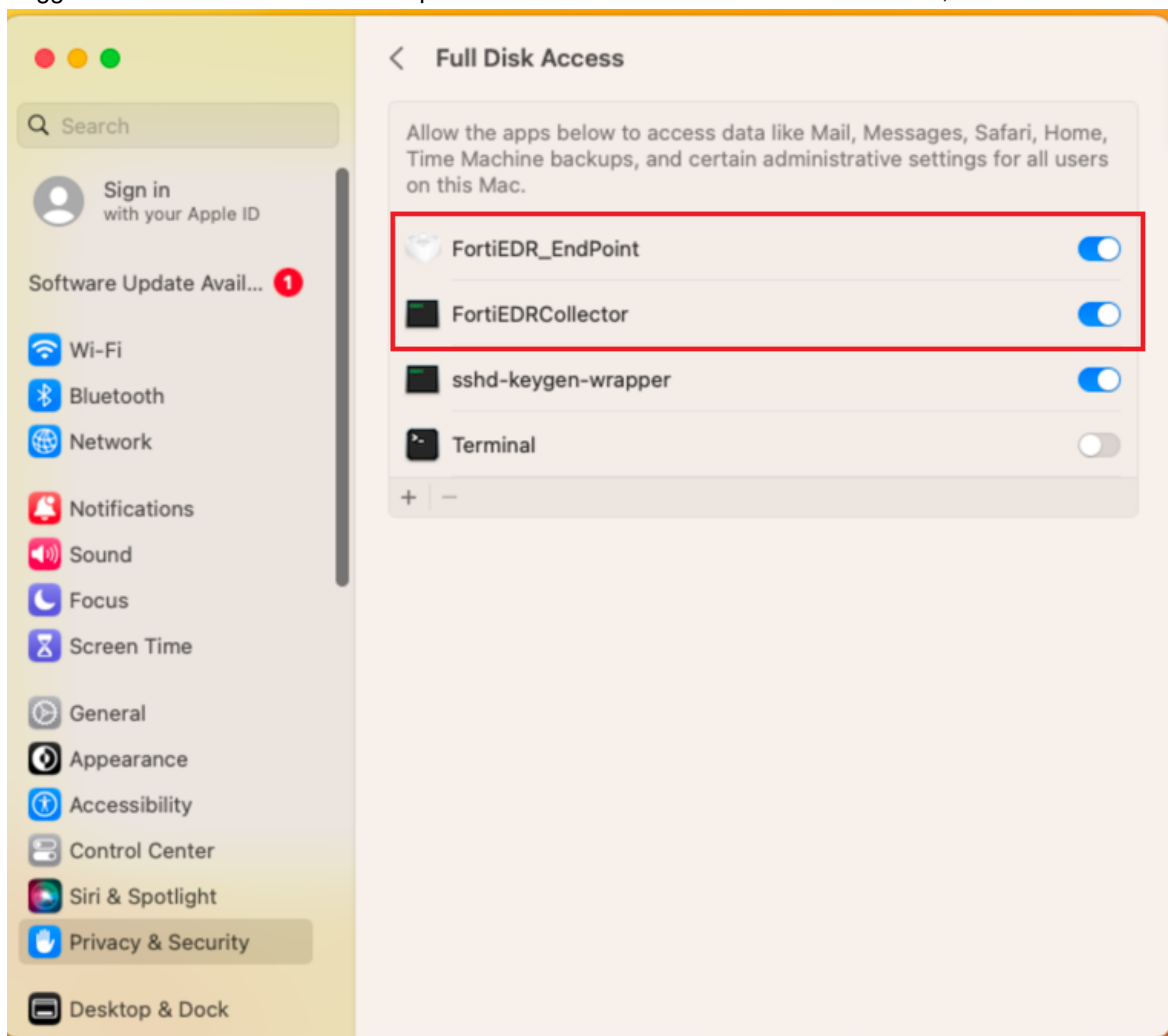 Full Disk Access
Search
Sign in
with your Apple ID
Software Update Avail... 1
Wi-Fi
Bluetooth
Network
Notifications
Sound
Focus
Screen Time
General
Appearance
Accessibility
Control Center
Siri & Spotlight
Privacy & Security
Desktop & Dock
Allow the apps below to access data like Mail, Messages, Safari, Home,
Time Machine backups, and certain administrative settings for all users
on this Mac.
FortiEDR_EndPoint
FortiEDRCollector
sshd-keygen-wrapper
Terminal